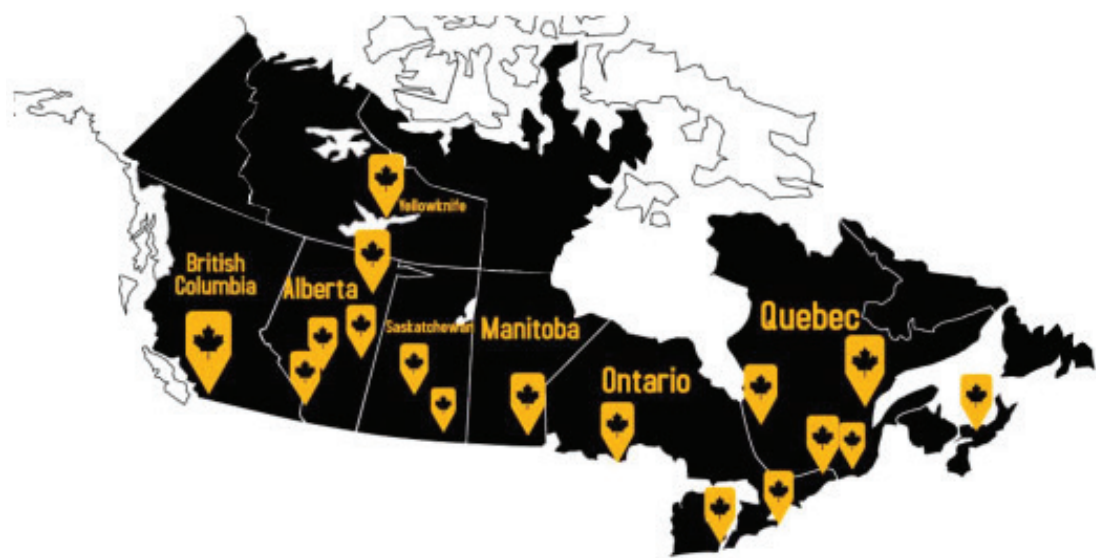 Yellowknife
British
Columbia
Alberta
Saskatchewan
Manitoba
Quebec
Ontario